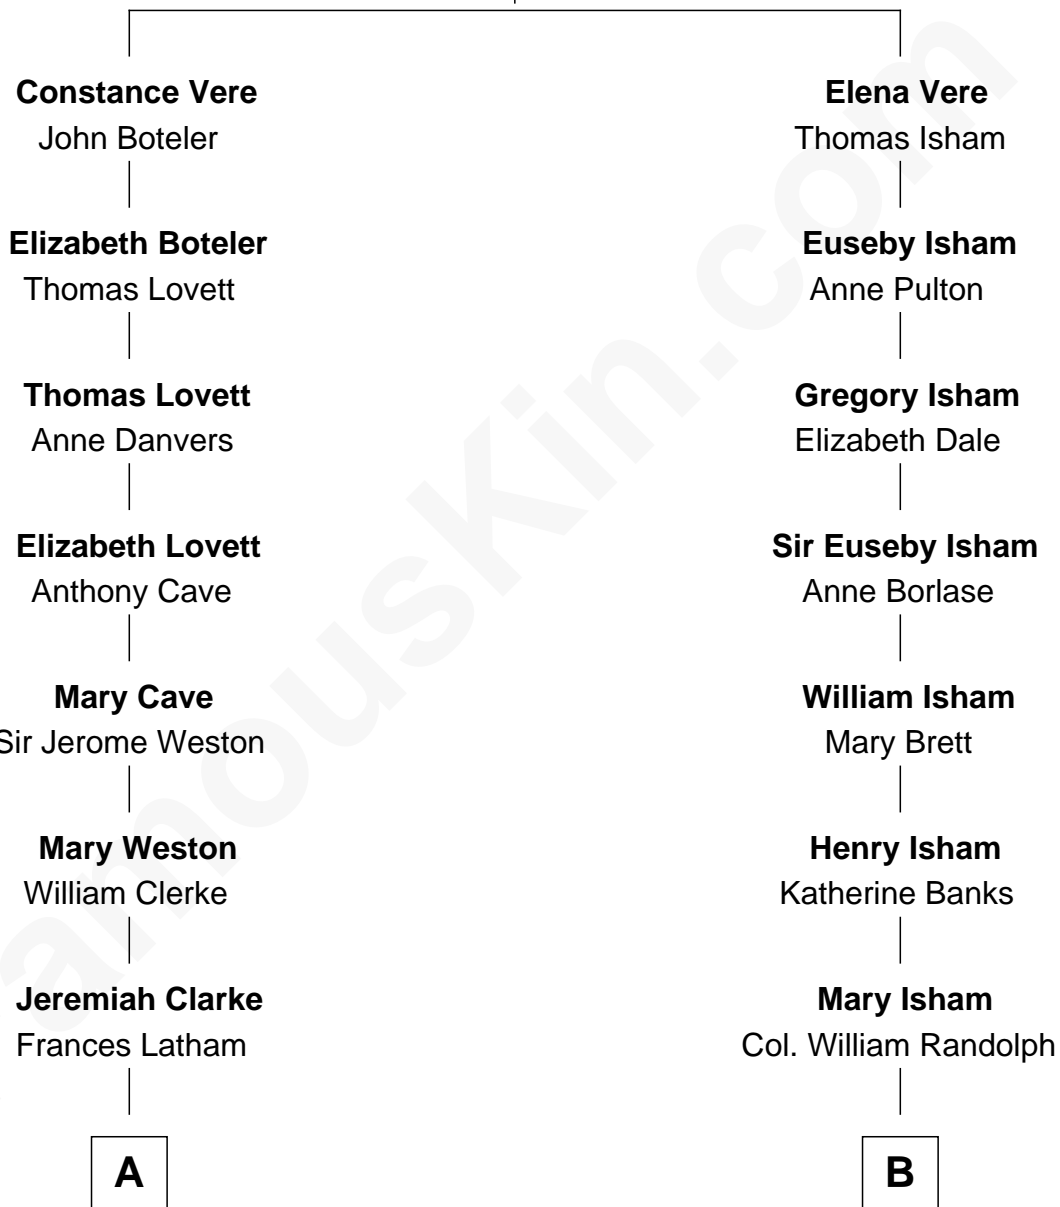 Constance Vere
John Boteler
Elizabeth Boteler
Thomas Lovett
Thomas Lovett
Anne Danvers
Elizabeth Lovett
Anthony Cave
Mary Cave
Sir Jerome Weston
Mary Weston
William Clerke
Jeremiah Clarke
Frances Latham
A
Elena Vere
Thomas Isham
Euseby Isham
Anne Pulton
Gregory Isham
Elizabeth Dale
Sir Euseby Isham
Anne Borlase
William Isham
Mary Brett
Henry Isham
Katherine Banks
Mary Isham
Col. William Randolph
B
amouskin.com